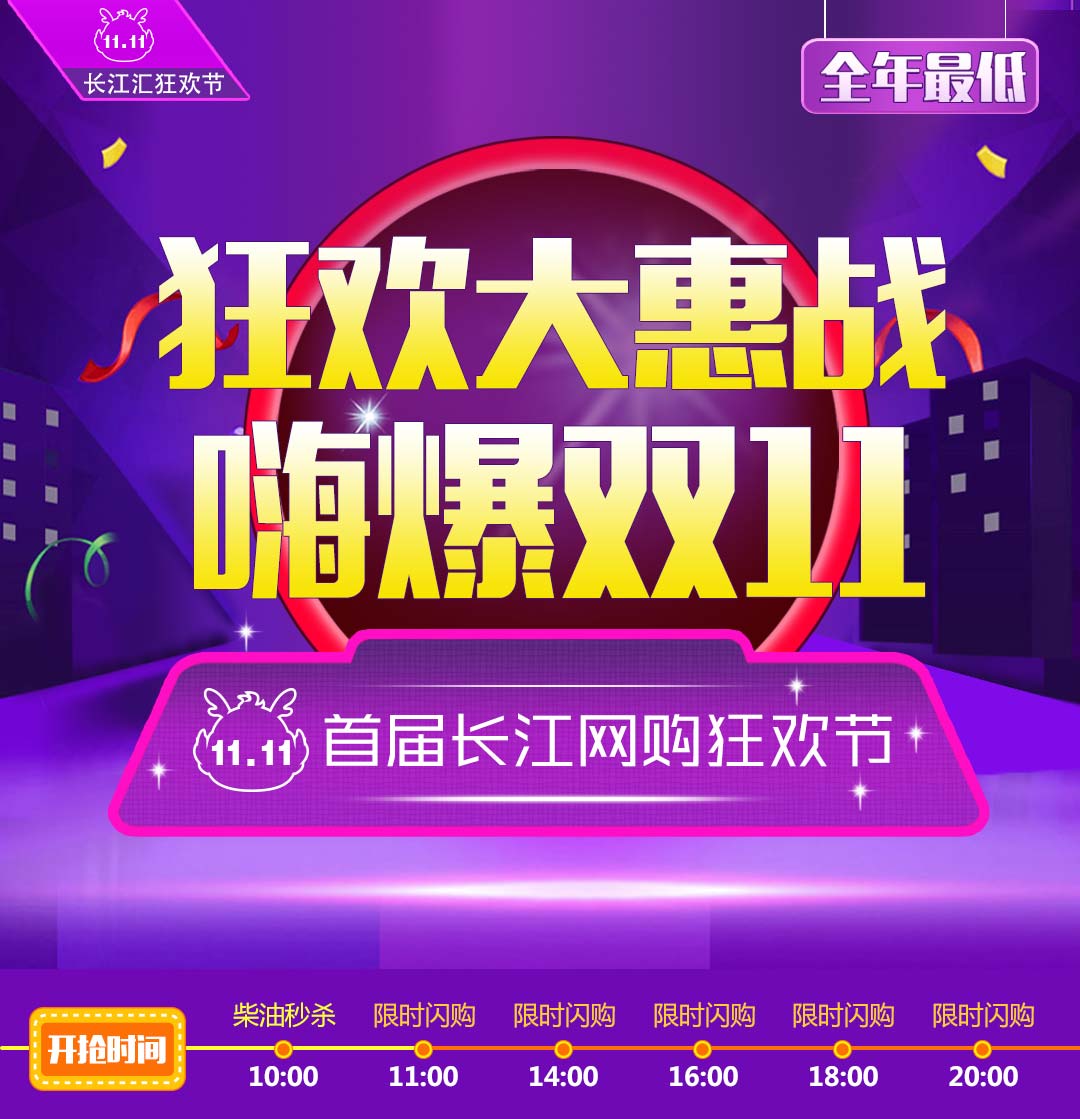 11.11
长江汇狂欢节
全年最低
狂欢大惠战
嗨爆双11
11.11 首届长江网购狂欢节
柴油秒杀 限时闪购 限时闪购 限时闪购 限时闪购 限时闪购
开抢时间
10:00 11:00 14:00 16:00 18:00 20:00